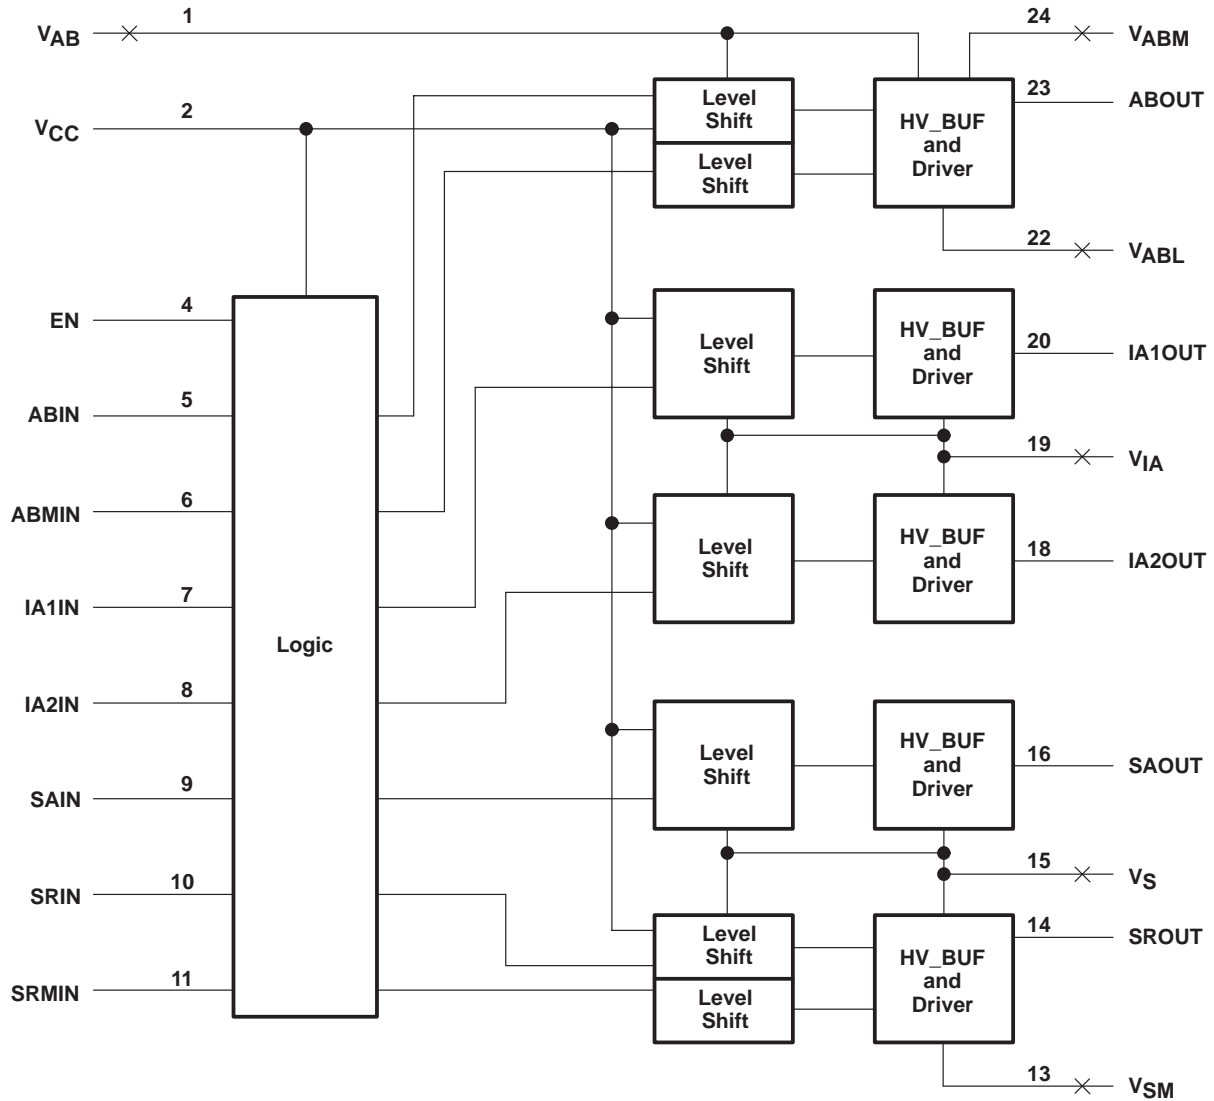 1
VAB
24
VABM
2
VCC
Level
Shift
Level
Shift
HV_BUF
and
Driver
23
ABOUT
22
VABL
4
EN
5
ABIN
6
ABMIN
7
IA1IN
8
IA2IN
9
SAIN
10
SRIN
11
SRMIN
Logic
Level
Shift
HV_BUF
and
Driver
20
IA1OUT
19
VIA
Level
Shift
HV_BUF
and
Driver
18
IA2OUT
Level
Shift
HV_BUF
and
Driver
16
SAOUT
15
VS
Level
Shift
Level
Shift
HV_BUF
and
Driver
14
SROUT
13
VSM